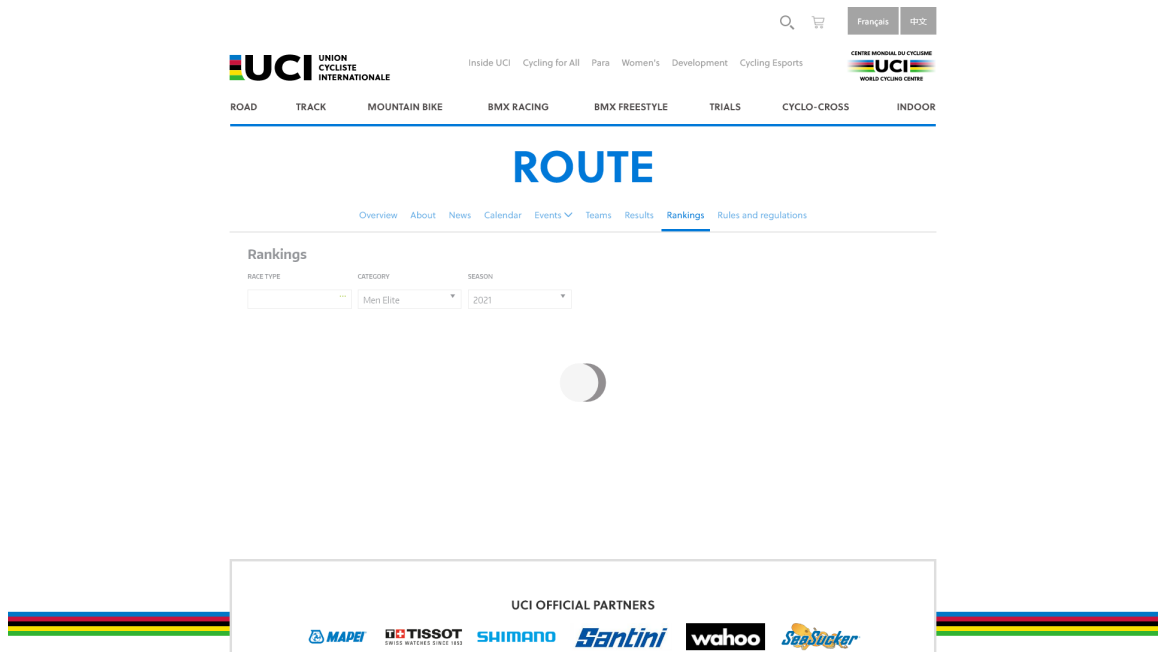 Français 中文
UCI UNION CYCLISTE INTERNATIONALE
Inside UCI Cycling for All Para Women's Development Cycling Esports
CENTRE MONDIAL DU CYCLISME
UCI
WORLD CYCLING CENTRE
ROAD TRACK MOUNTAIN BIKE BMX RACING BMX FREESTYLE TRIALS CYCLO-CROSS INDOOR
ROUTE
Overview About News Calendar Events Teams Results Rankings Rules and regulations
Rankings
RACE TYPE CATEGORY SEASON
Men Elite 2021
UCI OFFICIAL PARTNERS
MAPEI TISSOT SHIMANO Santini wahoo SeaSucker
SWISS WATCHES SINCE 1853